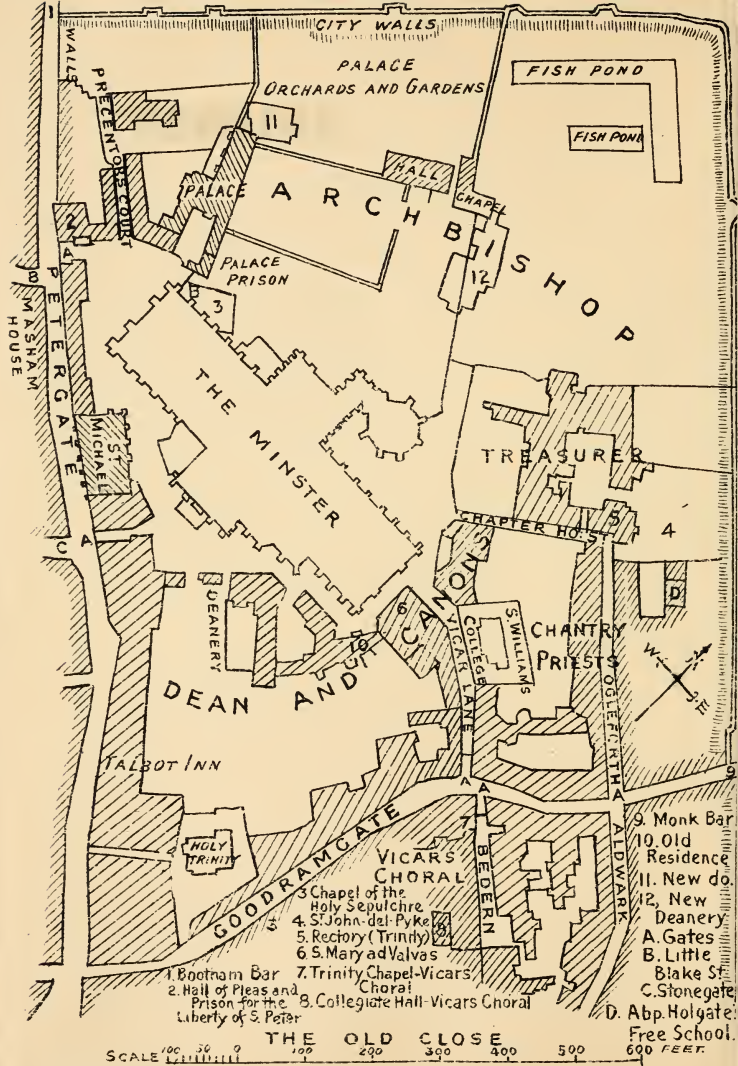 1
CITY WALLS
WALLS
PRECENTORS COURT
PALACE
ORCHARDS AND GARDENS
FISH POND
FISH POND
11
HALL
CHAPEL
PALACE
ARCHBISHOP
12
2
A
PALACE
PRISON
B
3
B
MASHAM
HOUSE
PETERGATE
THE MINSTER
ST
MICHAEL
TREASURER
CHAPTER HO. ST
5
4
C
A
D
DEANERY
6
10
DEAN AND CANONS
VICAR LANE
S. WILLIAMS
COLLEGE
CHANTRY
PRIESTS
OGLEFORTH
W
S.E
TALBOT INN
HOLY
TRINITY
GOODRAMGATE
A
A
A
9
7
BEDERN
ALDWARK
VICARS
CHORAL
8
1. Bootham Bar
2. Hall of Pleas and
Prison for the
Liberty of S. Peter
3 Chapel of the
Holy Sepulchre
4. St John-del-Pyke
5. Rectory (Trinity)
6 S. Mary ad Valvas
7. Trinity Chapel-Vicars
Choral
8. Collegiate Hall-Vicars Choral
9. Monk Bar
10. Old
Residence
11. New do.
12, New
Deanery
A. Gates
B. Little
Blake St
C. Stonegate
D. Abp. Holgate
Free School.
THE OLD CLOSE
SCALE 100 50 0 100 200 300 400 500 600 FEET.